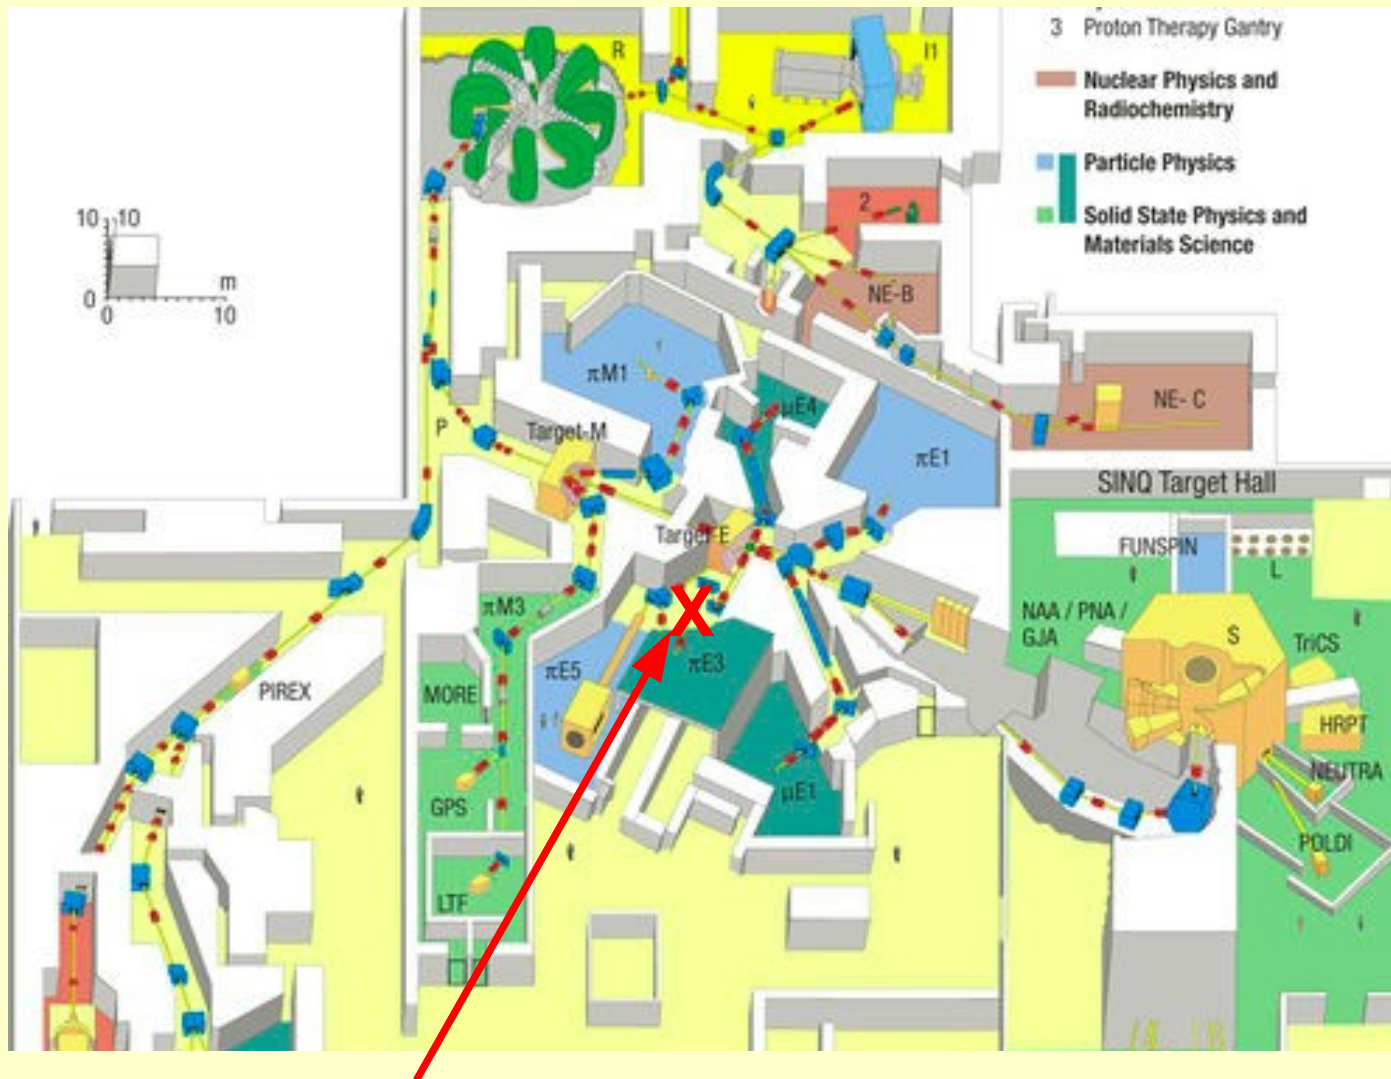 3 Proton Therapy Gantry
Nuclear Physics and
Radiochemistry
Particle Physics
Solid State Physics and
Materials Science
R
I1
2
10 10
m
0
0 10
NE-B
πM1
μE4
NE- C
P
Target-M
πE1
SINQ Target Hall
Target-E
FUNSPIN
L
πM3
NAA / PNA /
GJA
S
TriCS
X
πE5
πE3
PIREX
MORE
HRPT
NEUTRA
GPS
μE1
POLDI
LTF